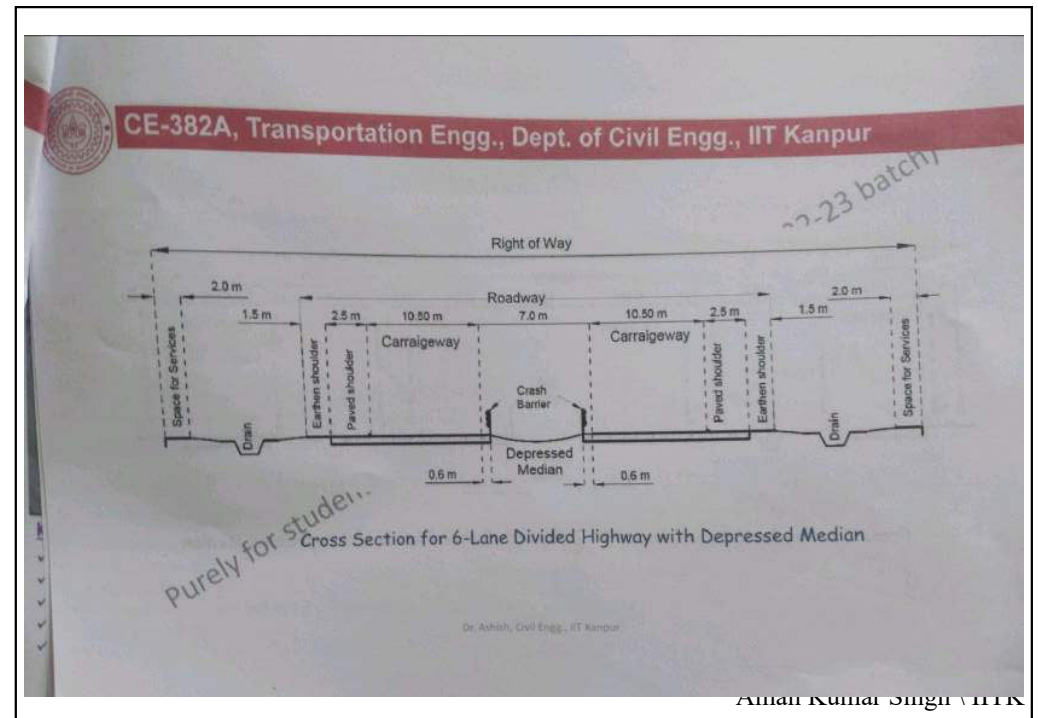 CE-382A, Transportation Engg., Dept. of Civil Engg., IIT Kanpur
22-23 batch)
Right of Way
2.0 m
Roadway
2.0 m
1.5 m
2.5 m
10.50 m
7.0 m
10.50 m
2.5 m
1.5 m
Space for Services
Earthen shoulder
Paved shoulder
Carraigeway
Carraigeway
Paved shoulder
Earthen shoulder
Space for Services
Crash
Barrier
Drain
Drain
Depressed
Median
0.6 m
0.6 m
Purely for studen
Cross Section for 6-Lane Divided Highway with Depressed Median
Dr. Ashish, Civil Engg., IIT Kanpur
Aman Kumar Singh \ IITK